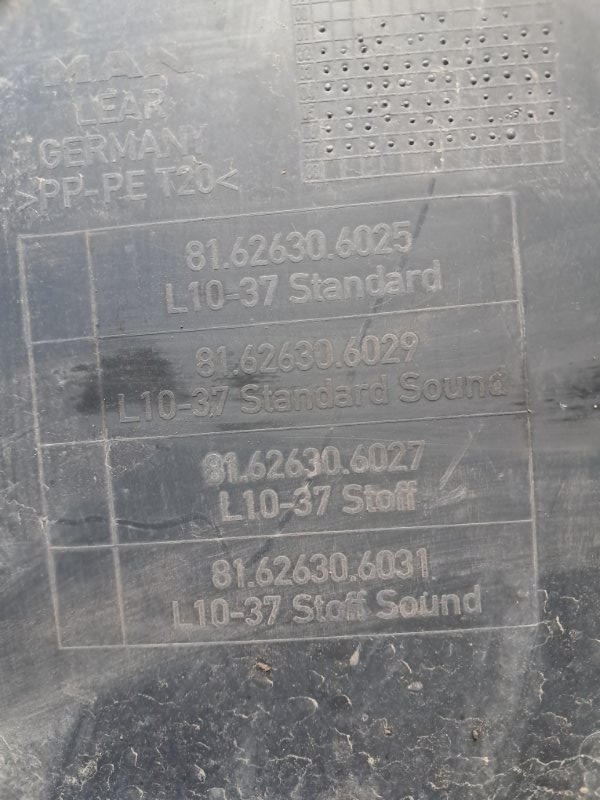 MAN
LEAR
GERMANY
>PP-PE T20<
81.62630.6025
L10-37 Standard
81.62630.6029
L10-37 Standard Sound
81.62630.6027
L10-37 Stoff
81.62630.6031
L10-37 Stoff Sound